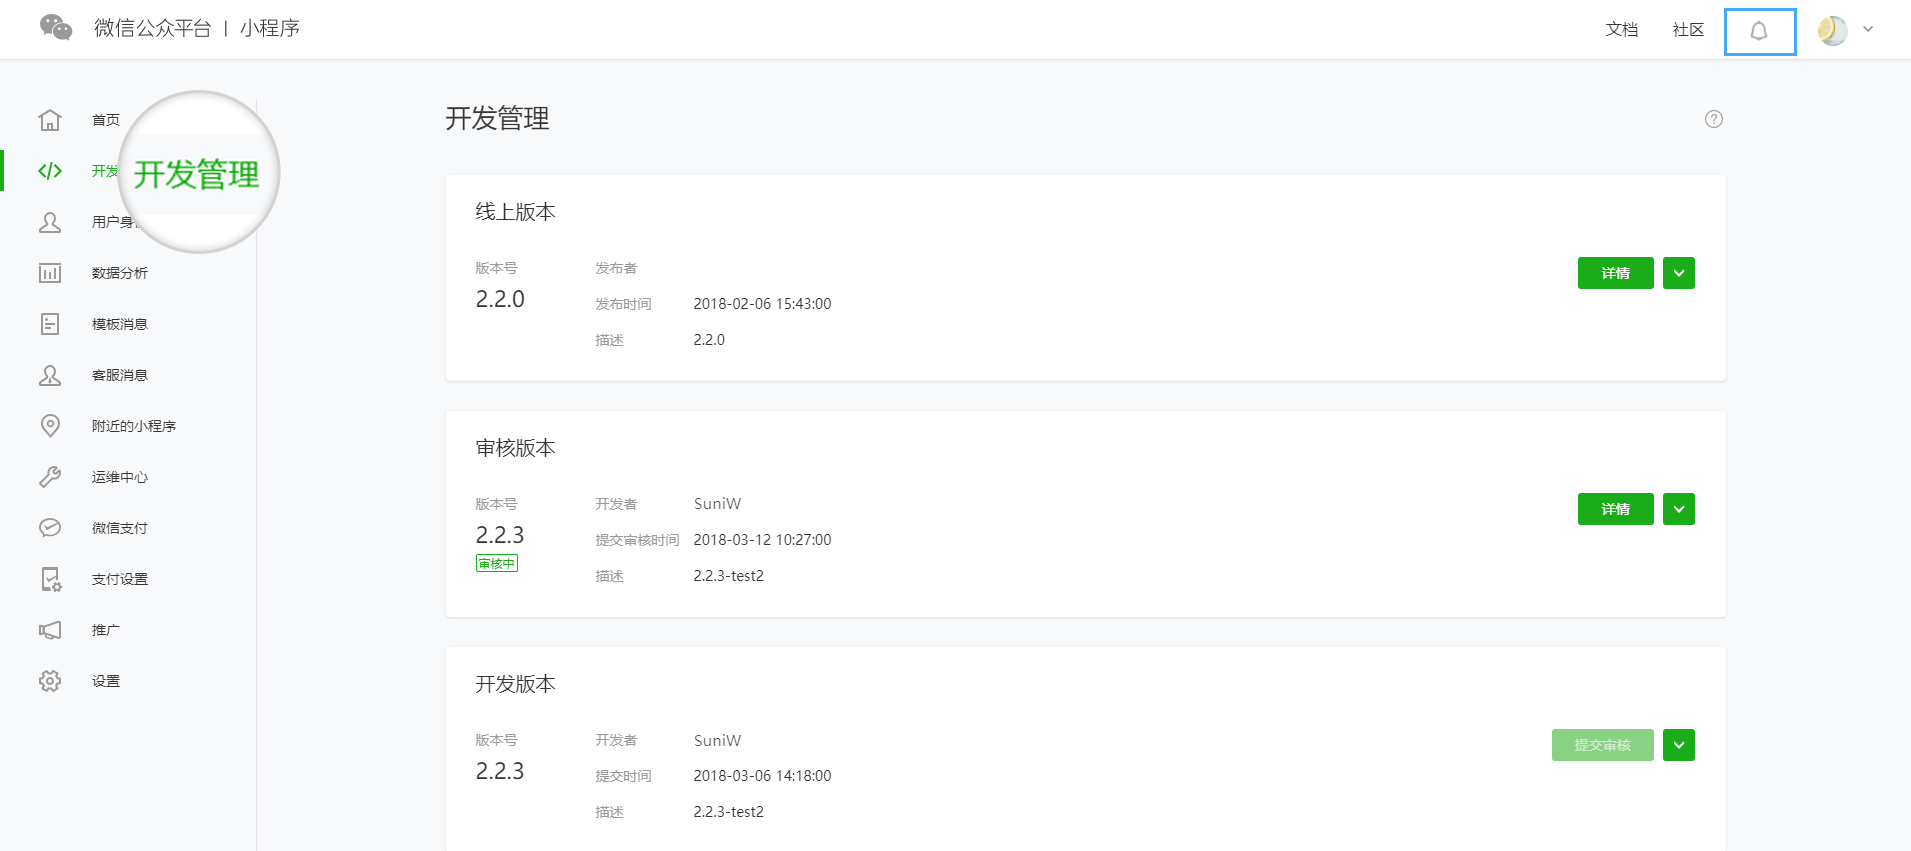 微信公众平台 | 小程序
文档
社区
首页
开发
开发管理
用户身
数据分析
模板消息
客服消息
附近的小程序
运维中心
微信支付
支付设置
推广
设置
开发管理
?
线上版本
版本号
2.2.0
发布者
发布时间 2018-02-06 15:43:00
描述 2.2.0
详情
审核版本
版本号
2.2.3
审核中
开发者 SuniW
提交审核时间 2018-03-12 10:27:00
描述 2.2.3-test2
详情
开发版本
版本号
2.2.3
开发者 SuniW
提交时间 2018-03-06 14:18:00
描述 2.2.3-test2
提交审核